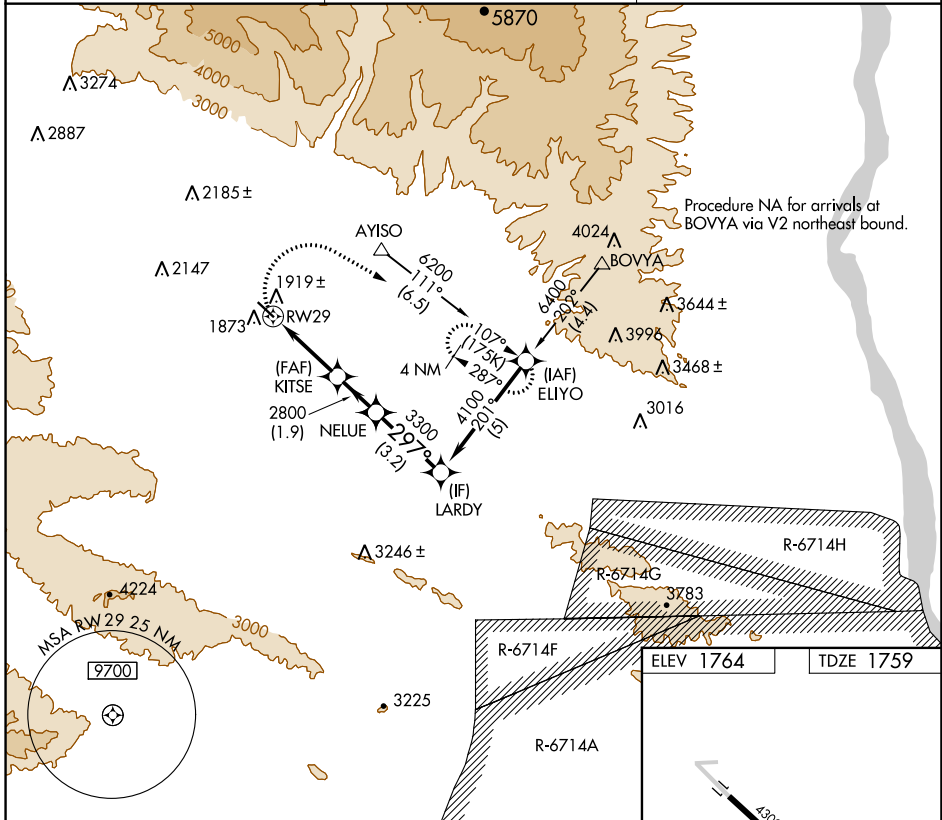 5870
5000
4000
3000
3274
2887
2185±
Procedure NA for arrivals at
BOVYA via V2 northeast bound.
AYISO
4024
BOVYA
2147
6200
111°
(6.5)
6400
202°
(4.4)
1919±
1873
RW29
3644±
3996
107°
(175K)
287°
4 NM
(IAF)
ELIYO
3468±
(FAF)
KITSE
2800
(1.9)
NELUE
3300
297°
(3.2)
4100
201°
(5)
3016
(IF)
LARDY
R-6714H
3246±
R-6714G
3783
4224
3000
MSA RW 29 25 NM
9700
R-6714F
ELEV 1764
TDZE 1759
3225
R-6714A